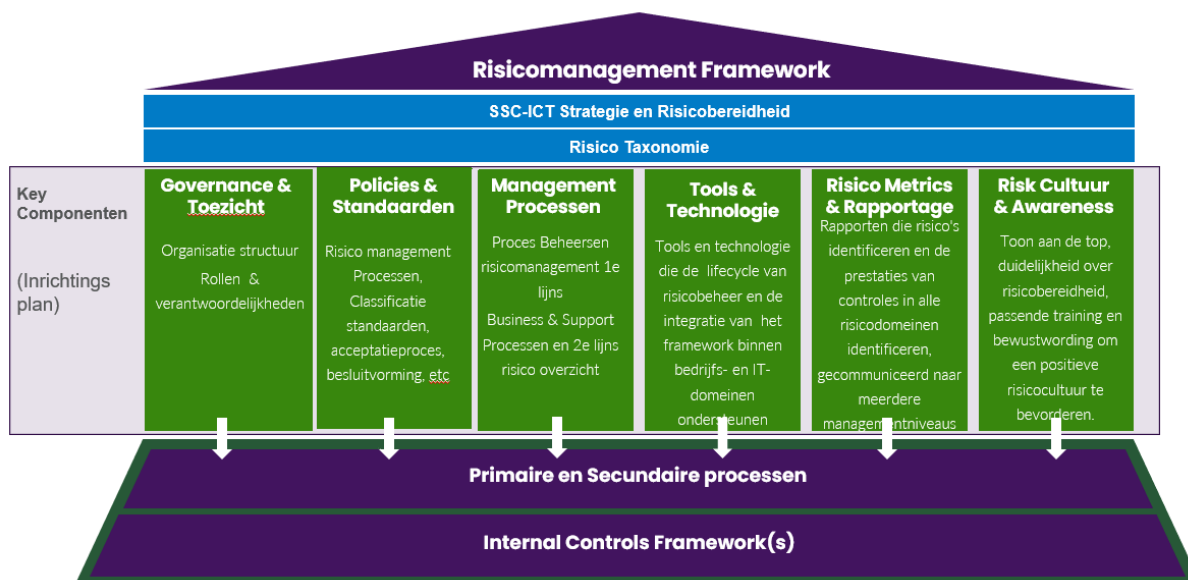 Risicomanagement Framework
SSC-ICT Strategie en Risicobereidheid
Risico Taxonomie
Key
Componenten
(Inrichtings
plan)
Governance &
Toezicht
Organisatie structuur
Rollen &
verantwoordelijkheden
Policies &
Standaarden
Risico management
Processen,
Classificatie
standaarden,
acceptatieproces,
besluitvorming, etc
Management
Processen
Proces Beheersen
risicomanagement 1e
lijns
Business & Support
Processen en 2e lijns
risico overzicht
Tools &
Technologie
Tools en technologie
die de lifecycle van
risicobeheer en de
integratie van het
framework binnen
bedrijfs- en IT-
domeinen
ondersteunen
Risico Metrics
& Rapportage
Rapporten die risico's
identificeren en de
prestaties van
controles in alle
risicodomeinen
identificeren,
gecommuniceerd naar
meerdere
managementniveaus
Risk Cultuur
& Awareness
Toon aan de top,
duidelijkheid over
risicobereidheid,
passende training en
bewustwording om
een positieve
risicocultuur te
bevorderen.
Primaire en Secundaire processen
Internal Controls Framework(s)